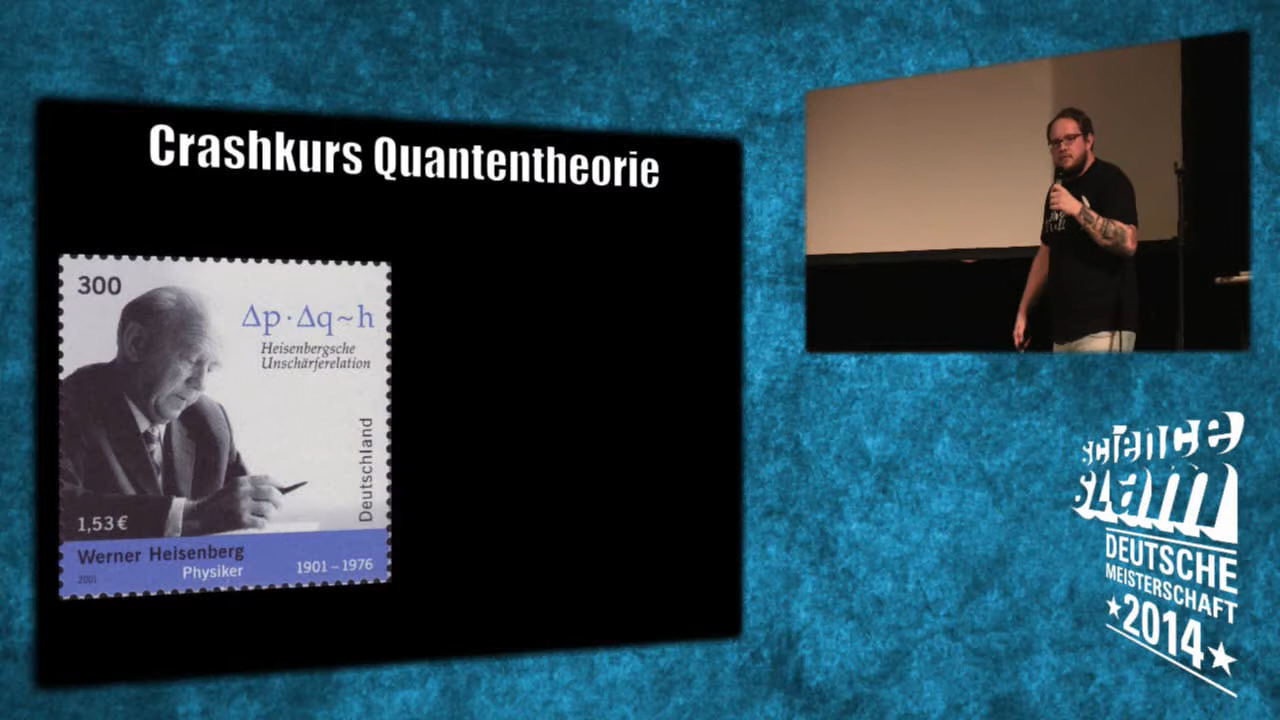 Crashkurs Quantentheorie
300
Δp·Δq~h
Heisenbergsche
Unschärferelation
Deutschland
1,53€
Werner Heisenberg
Physiker
1901–1976
2001
science
slam
DEUTSCHE
MEISTERSCHAFT
★2014★